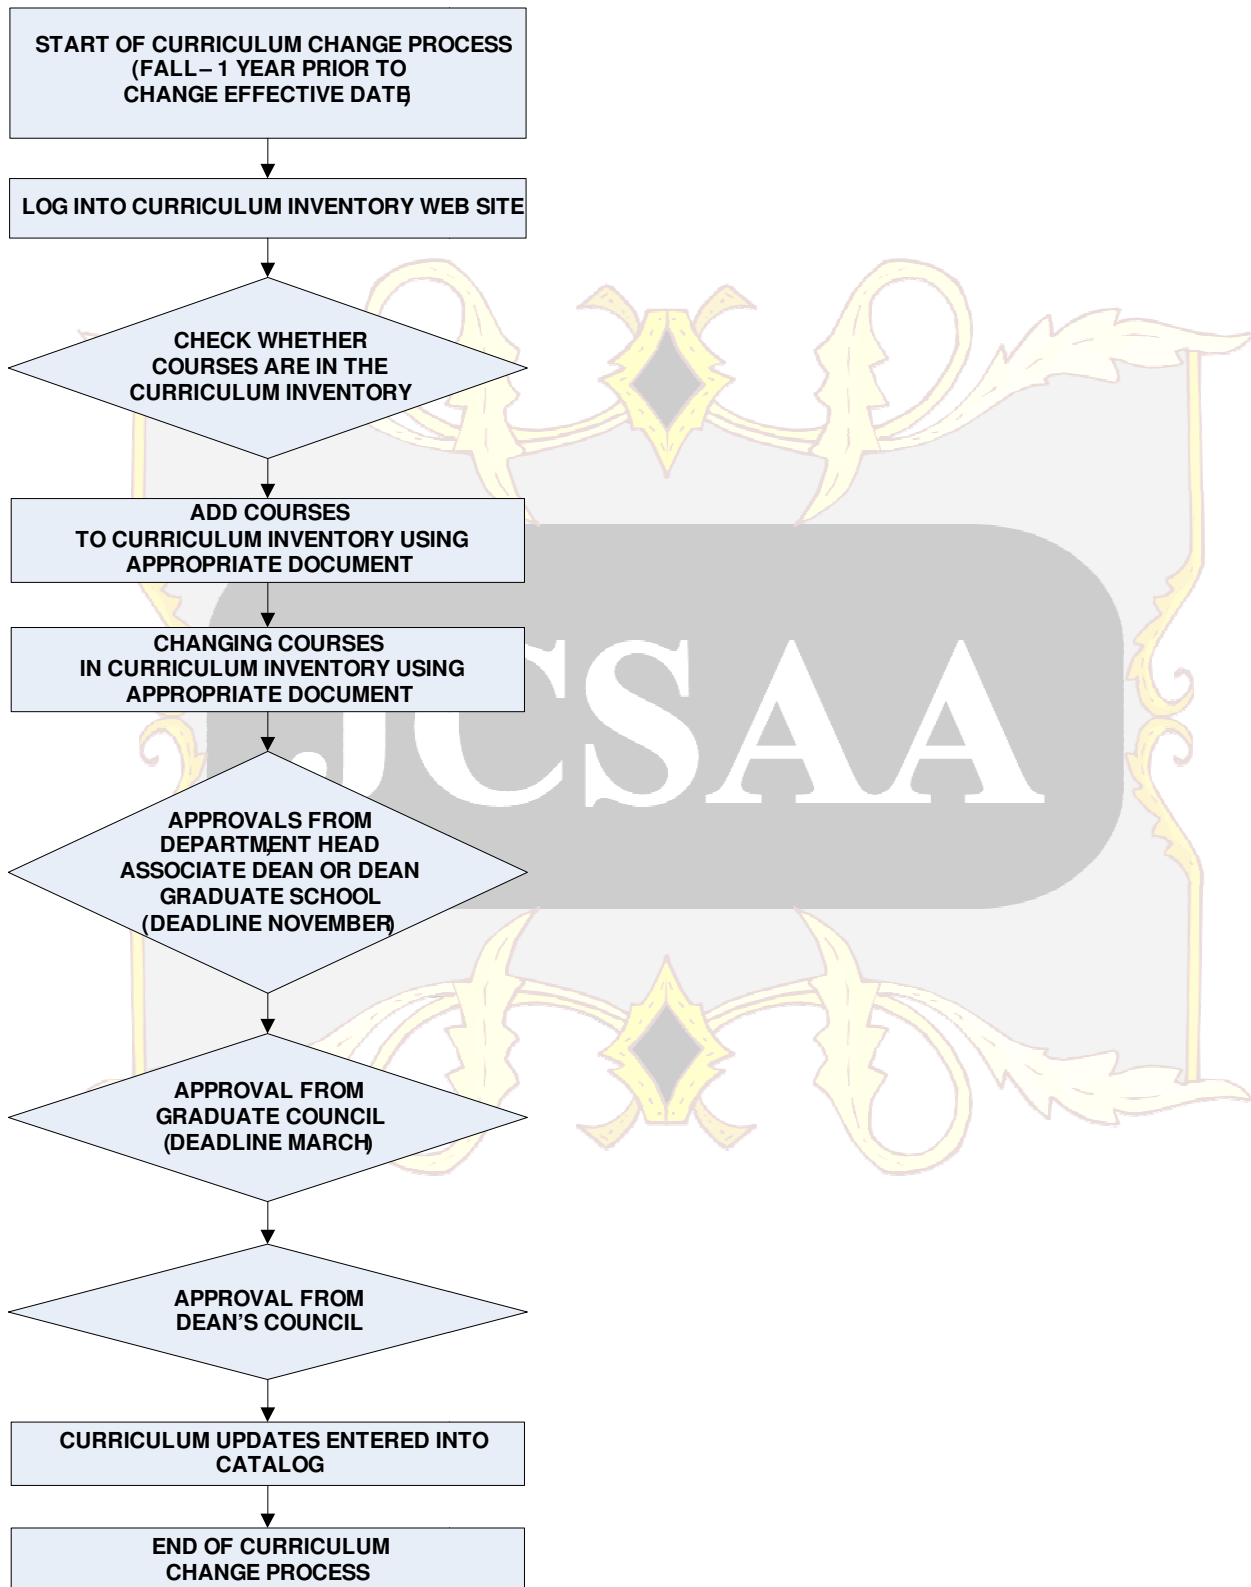 START OF CURRICULUM CHANGE PROCESS
(FALL – 1 YEAR PRIOR TO
CHANGE EFFECTIVE DATE)
LOG INTO CURRICULUM INVENTORY WEB SITE
CHECK WHETHER
COURSES ARE IN THE
CURRICULUM INVENTORY
ADD COURSES
TO CURRICULUM INVENTORY USING
APPROPRIATE DOCUMENT
CHANGING COURSES
IN CURRICULUM INVENTORY USING
APPROPRIATE DOCUMENT
JCSAA
APPROVALS FROM
DEPARTMENT HEAD,
ASSOCIATE DEAN OR DEAN
GRADUATE SCHOOL
(DEADLINE NOVEMBER)
APPROVAL FROM
GRADUATE COUNCIL
(DEADLINE MARCH)
APPROVAL FROM
DEAN’S COUNCIL
CURRICULUM UPDATES ENTERED INTO
CATALOG
END OF CURRICULUM
CHANGE PROCESS